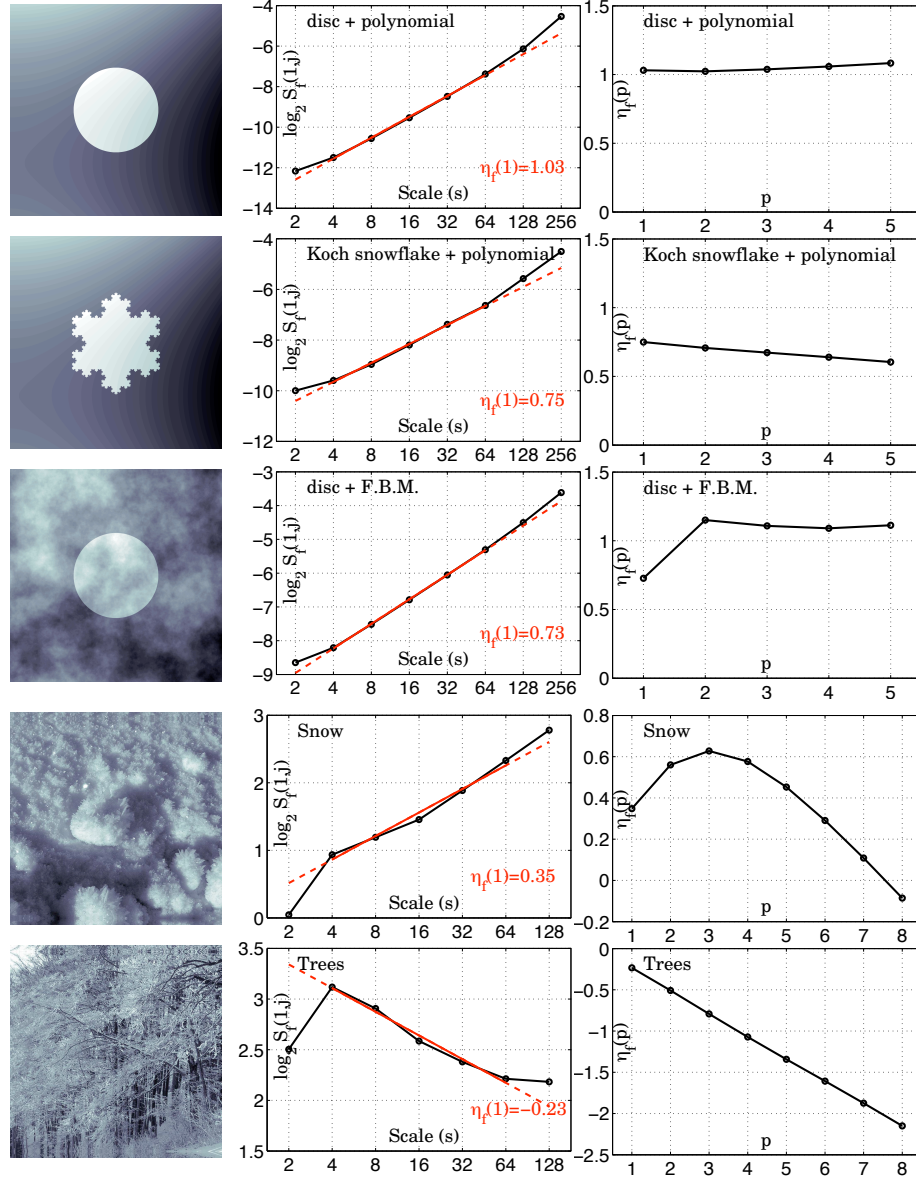 disc + polynomial
log₂ S_f(1,j)
−4
−6
−8
−10
−12
−14
η_f(1)=1.03
Scale (s)
2 4 8 16 32 64 128 256
disc + polynomial
η_f(p)
1.5
1
0.5
0
p
1 2 3 4 5
Koch snowflake + polynomial
log₂ S_f(1,j)
−4
−6
−8
−10
−12
η_f(1)=0.75
Scale (s)
2 4 8 16 32 64 128 256
Koch snowflake + polynomial
η_f(p)
1.5
1
0.5
0
p
1 2 3 4 5
disc + F.B.M.
log₂ S_f(1,j)
−3
−4
−5
−6
−7
−8
−9
η_f(1)=0.73
Scale (s)
2 4 8 16 32 64 128 256
disc + F.B.M.
η_f(p)
1.5
1
0.5
0
p
1 2 3 4 5
Snow
log₂ S_f(1,j)
3
2
1
0
η_f(1)=0.35
Scale (s)
2 4 8 16 32 64 128
Snow
η_f(p)
0.8
0.6
0.4
0.2
0
−0.2
p
1 2 3 4 5 6 7 8
Trees
log₂ S_f(1,j)
3.5
3
2.5
2
1.5
η_f(1)=−0.23
Scale (s)
2 4 8 16 32 64 128
Trees
η_f(p)
0
−0.5
−1
−1.5
−2
−2.5
p
1 2 3 4 5 6 7 8